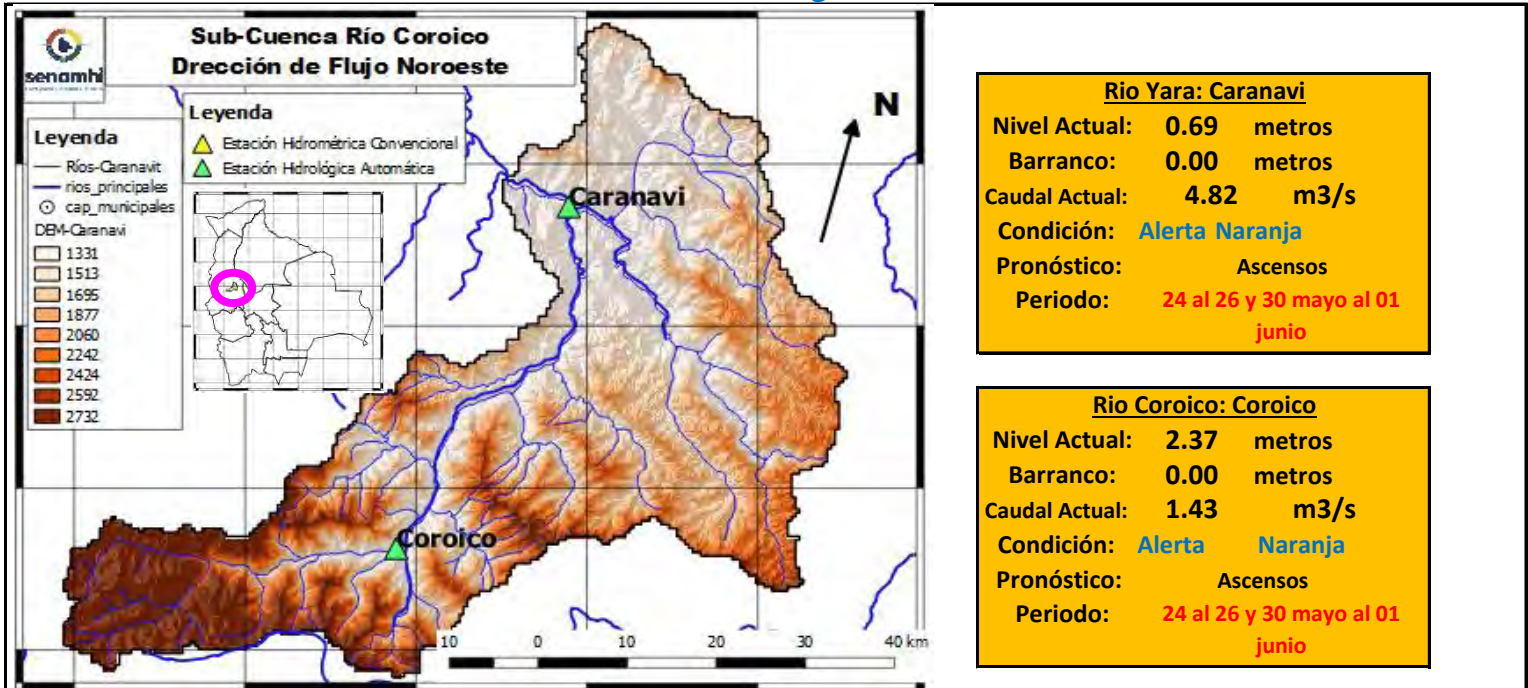 senamhi
Sub-Cuenca Río Coroico
Drección de Flujo Noroeste
Leyenda
Estación Hidrométrica Convencional
Estación Hidrológica Automática
Leyenda
Ríos-Caranavit
rios_principales
cap_municipales
DEM-Caranavi
1331
1513
1695
1877
2060
2242
2424
2592
2732
N
Caranavi
Coroico
10 0 10 20 30 40 km
Rio Yara: Caranavi
Nivel Actual: 0.69 metros
Barranco: 0.00 metros
Caudal Actual: 4.82 m3/s
Condición: Alerta Naranja
Pronóstico: Ascensos
Periodo: 24 al 26 y 30 mayo al 01
junio
Rio Coroico: Coroico
Nivel Actual: 2.37 metros
Barranco: 0.00 metros
Caudal Actual: 1.43 m3/s
Condición: Alerta Naranja
Pronóstico: Ascensos
Periodo: 24 al 26 y 30 mayo al 01
junio